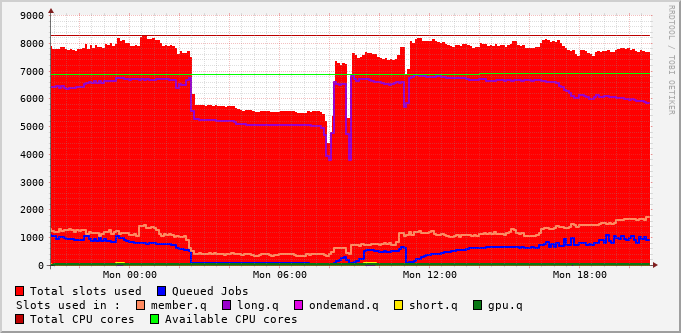 RRDTOOL / TOBI OETIKER
9000
8000
7000
6000
5000
4000
3000
2000
1000
0
Mon 00:00 Mon 06:00 Mon 12:00 Mon 18:00
Total slots used Queued Jobs
Slots used in : member.q long.q ondemand.q short.q gpu.q
Total CPU cores Available CPU cores